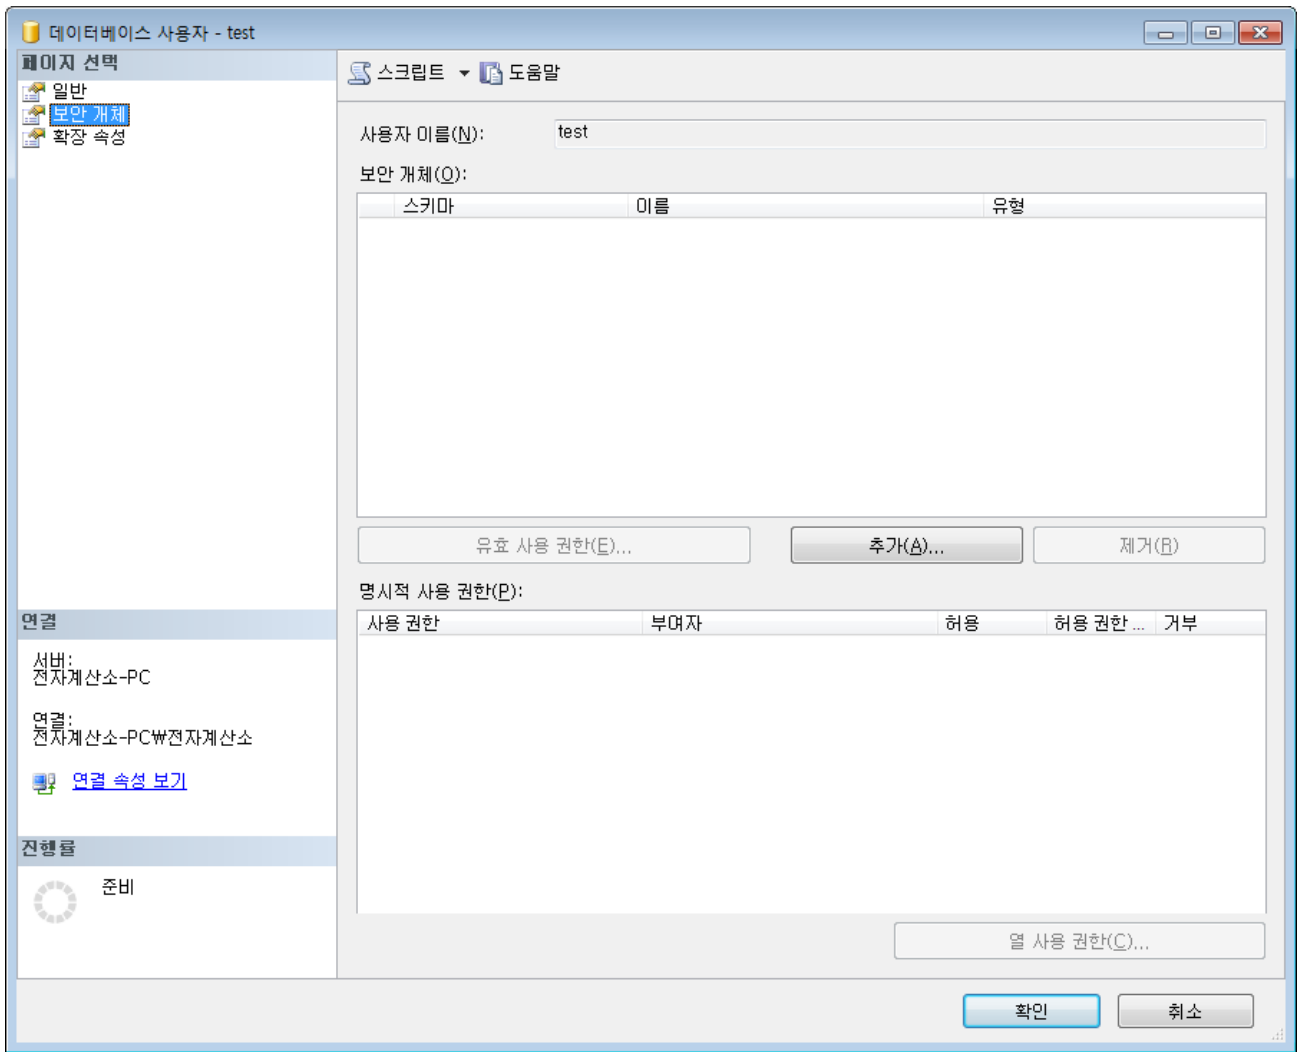 데이터베이스 사용자 - test
페이지 선택
일반
보안 개체
확장 속성
스크립트 도움말
사용자 이름(N): test
보안 개체(O):
스키마 이름 유형
유효 사용 권한(E)... 추가(A)... 제거(R)
명시적 사용 권한(P):
사용 권한 부여자 허용 허용 권한 ... 거부
연결
서버:
전자계산소-PC
연결:
전자계산소-PC₩전자계산소
연결 속성 보기
진행률
준비
열 사용 권한(C)...
확인 취소